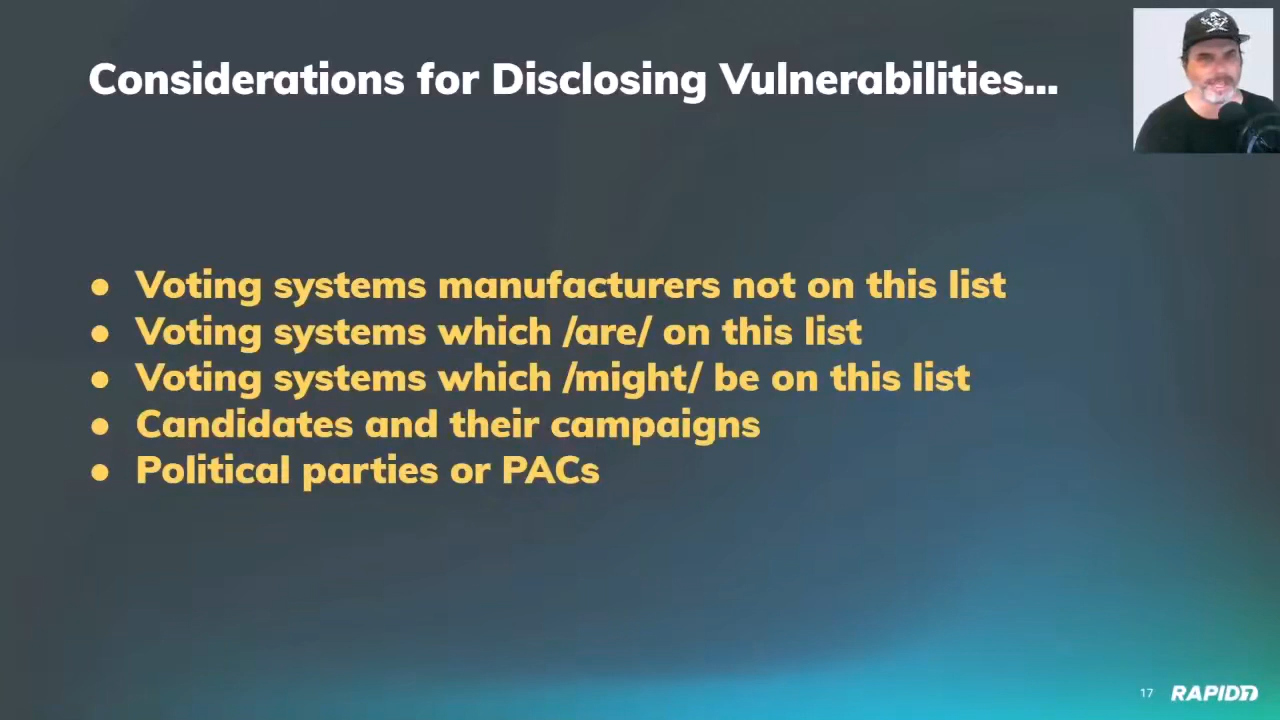 Considerations for Disclosing Vulnerabilities...
● Voting systems manufacturers not on this list
● Voting systems which /are/ on this list
● Voting systems which /might/ be on this list
● Candidates and their campaigns
● Political parties or PACs
17 RAPID7